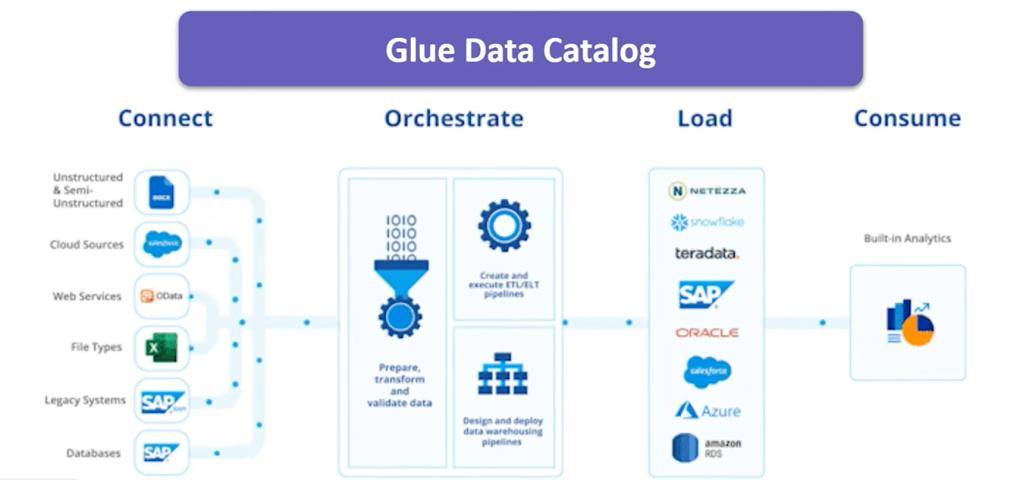 Glue Data Catalog
Connect
Orchestrate
Load
Consume
Unstructured
& Semi-
Unstructured
DOCX
Cloud Sources
salesforce
Web Services
OData
File Types
X
Legacy Systems
SAP
Databases
SAP
1010
1010
1010
1010
Prepare,
transform
and
validate data
Create and
execute ETL/ELT
pipelines
Design and deploy
data warehousing
pipelines
N NETEZZA
snowflake
teradata.
SAP
ORACLE
salesforce
Azure
amazon
RDS
Built-in Analytics